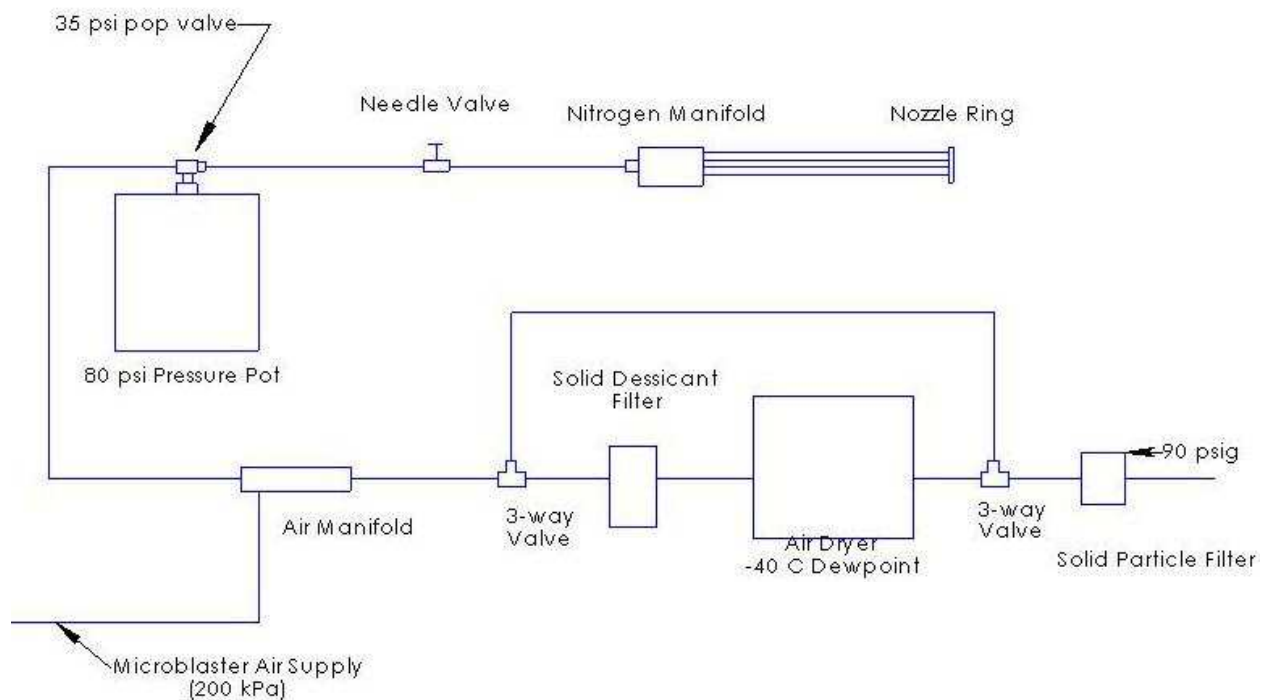 35 psi pop valve
Needle Valve
Nitrogen Manifold
Nozzle Ring
80 psi Pressure Pot
Solid Dessicant
Filter
90 psig
Air Manifold
3-way
Valve
Air Dryer
-40 C Dewpoint
3-way
Valve
Solid Particle Filter
Microblaster Air Supply
(200 kPa)